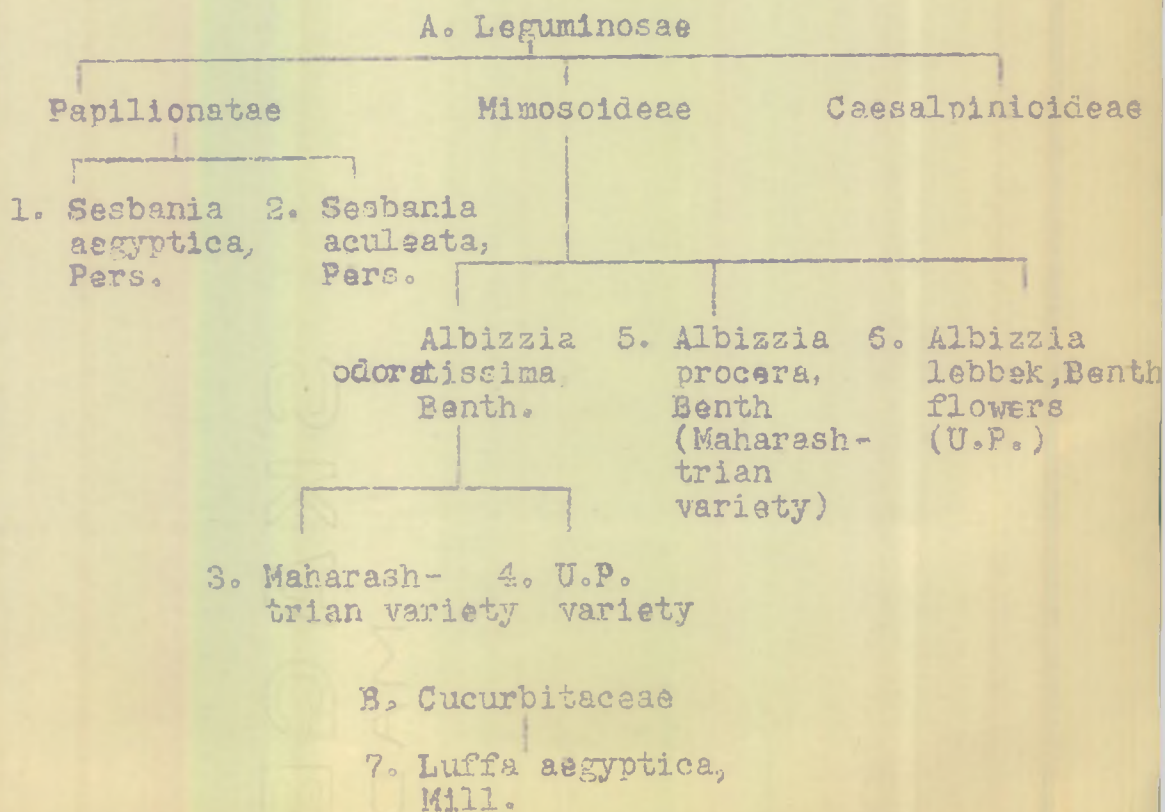 A. Leguminosae
Papilionatae Mimosoideae Caesalpinioideae
1. Sesbania 2. Sesbania
aegyptica, aculeata,
Pers. Pers.
Albizzia 5. Albizzia 6. Albizzia
odoratissima procera, lebbek,Benth
Benth. Benth flowers
(Maharash- (U.P.)
trian
variety)
3. Maharash- 4. U.P.
trian variety variety
B. Cucurbitaceae
7. Luffa aegyptica,
Mill.